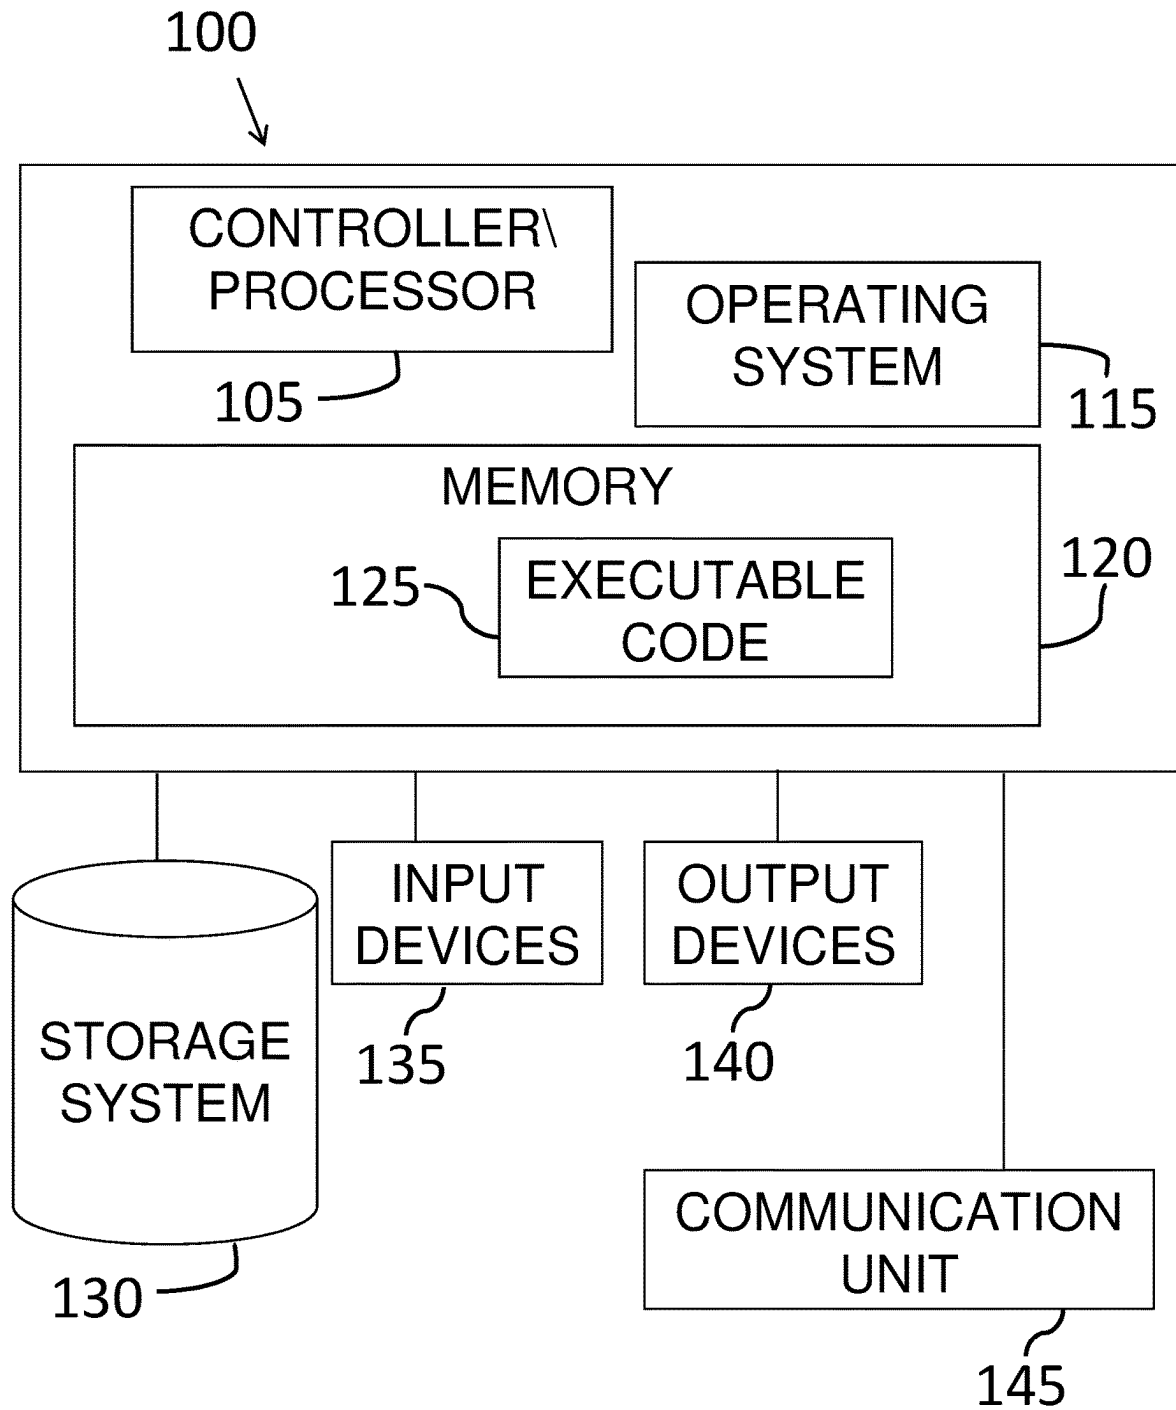 100
CONTROLLER\
PROCESSOR
105
OPERATING
SYSTEM
115
MEMORY
120
125
EXECUTABLE
CODE
STORAGE
SYSTEM
130
INPUT
DEVICES
135
OUTPUT
DEVICES
140
COMMUNICATION
UNIT
145